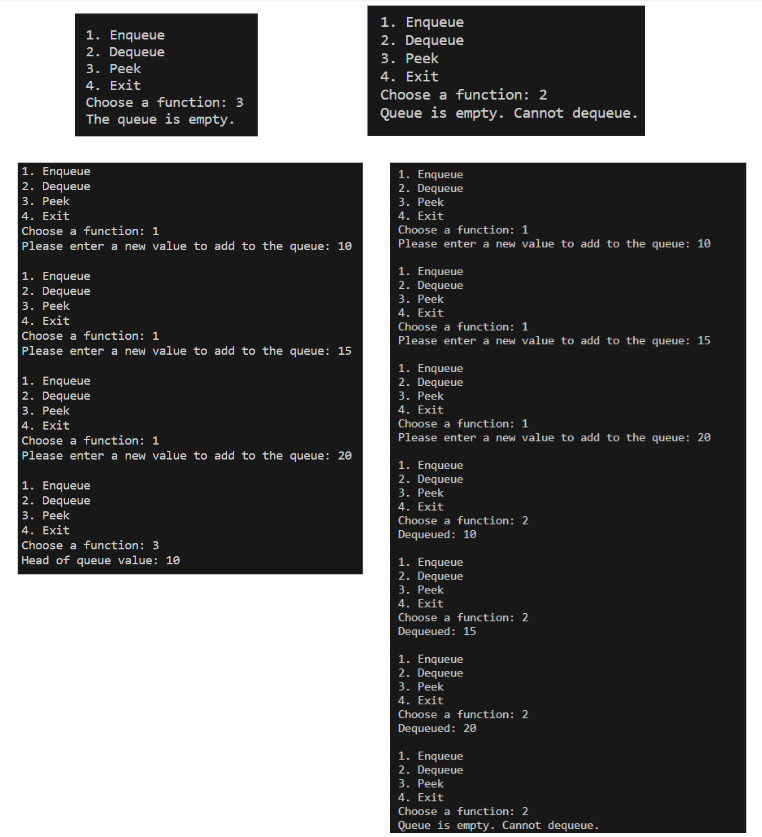 1. Enqueue
2. Dequeue
3. Peek
4. Exit
Choose a function: 3
The queue is empty.
1. Enqueue
2. Dequeue
3. Peek
4. Exit
Choose a function: 2
Queue is empty. Cannot dequeue.
1. Enqueue
2. Dequeue
3. Peek
4. Exit
Choose a function: 1
Please enter a new value to add to the queue: 10
1. Enqueue
2. Dequeue
3. Peek
4. Exit
Choose a function: 1
Please enter a new value to add to the queue: 15
1. Enqueue
2. Dequeue
3. Peek
4. Exit
Choose a function: 1
Please enter a new value to add to the queue: 20
1. Enqueue
2. Dequeue
3. Peek
4. Exit
Choose a function: 3
Head of queue value: 10
1. Enqueue
2. Dequeue
3. Peek
4. Exit
Choose a function: 1
Please enter a new value to add to the queue: 10
1. Enqueue
2. Dequeue
3. Peek
4. Exit
Choose a function: 1
Please enter a new value to add to the queue: 15
1. Enqueue
2. Dequeue
3. Peek
4. Exit
Choose a function: 1
Please enter a new value to add to the queue: 20
1. Enqueue
2. Dequeue
3. Peek
4. Exit
Choose a function: 2
Dequeued: 10
1. Enqueue
2. Dequeue
3. Peek
4. Exit
Choose a function: 2
Dequeued: 15
1. Enqueue
2. Dequeue
3. Peek
4. Exit
Choose a function: 2
Dequeued: 20
1. Enqueue
2. Dequeue
3. Peek
4. Exit
Choose a function: 2
Queue is empty. Cannot dequeue.